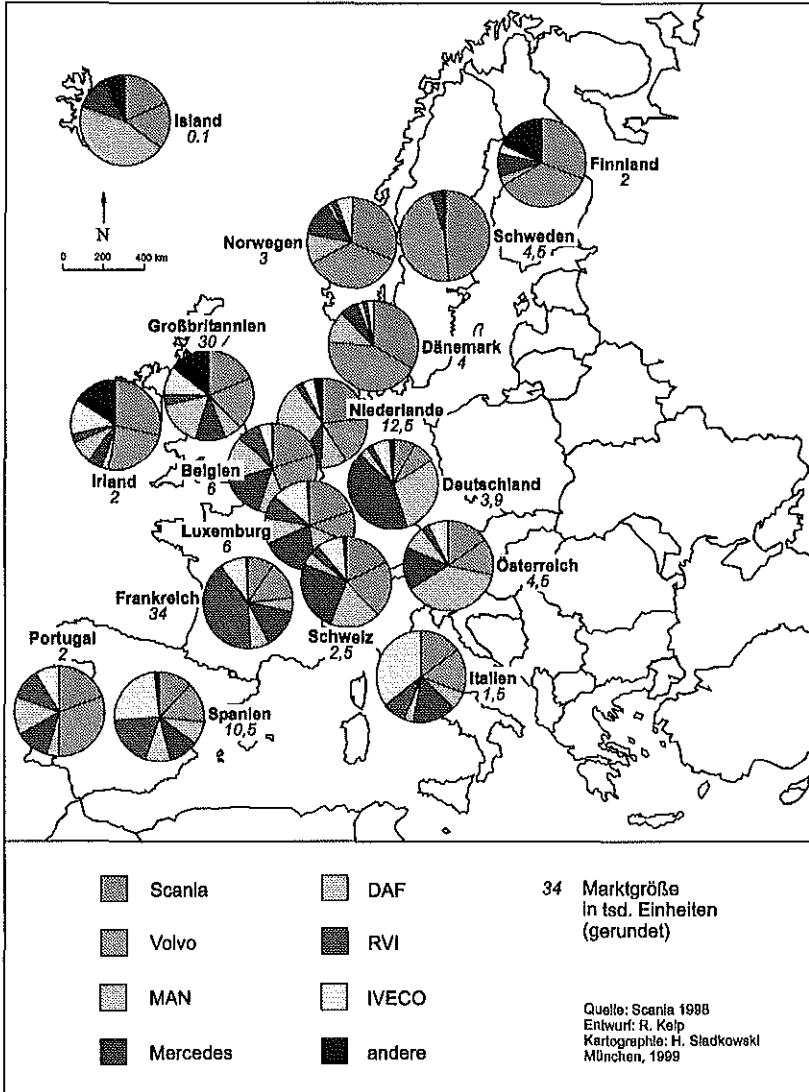 Island
0.1
N
0 200 400 km
Finnland
2
Norwegen
3
Schweden
4,5
Großbritannien
30
Dänemark
4
Niederlande
12,5
Irland
2
Belgien
6
Deutschland
3,9
Luxemburg
6
Österreich
4,5
Frankreich
34
Schweiz
2,5
Portugal
2
Italien
1,5
Spanien
10,5
Scania
Volvo
MAN
Mercedes
DAF
RVI
IVECO
andere
34 Marktgröße
in tsd. Einheiten
(gerundet)
Quelle: Scania 1998
Entwurf: R. Kelp
Kartographie: H. Sladkowski
München, 1999